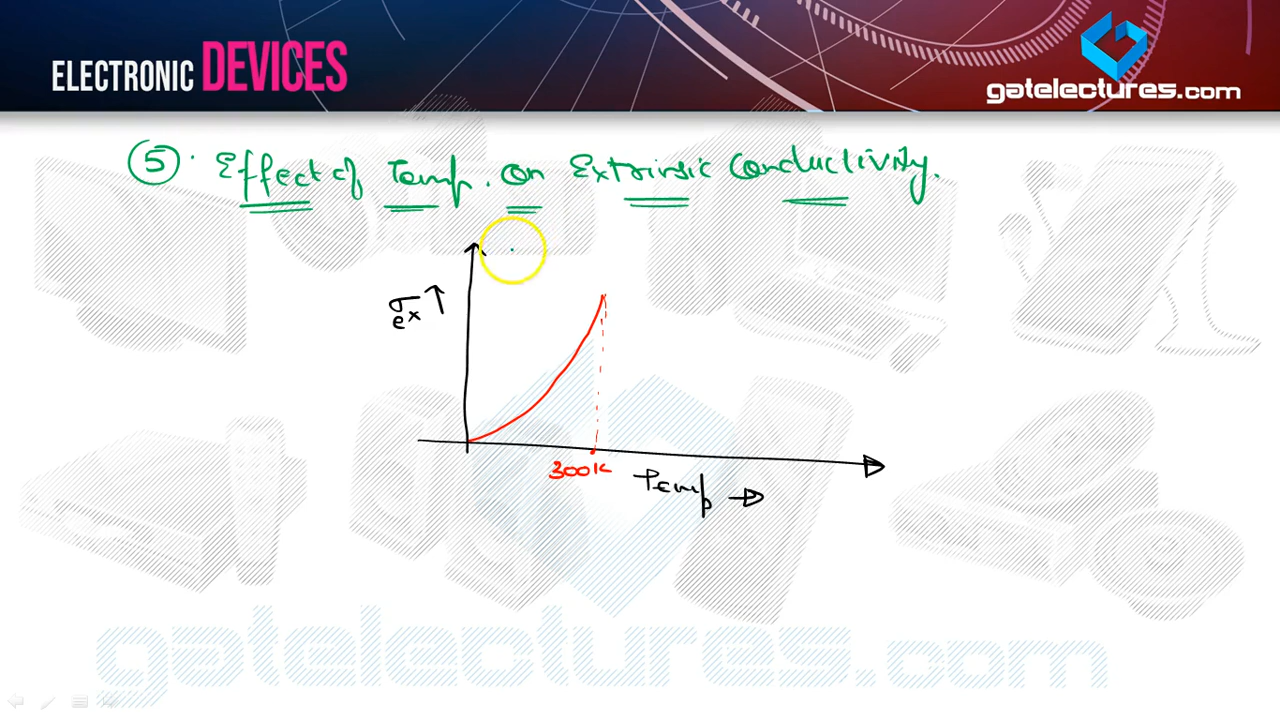 ELECTRONIC DEVICES
gatelectures.com
5. Effect of Temp. on Extrinsic Conductivity.
σex ↑
300K
Temp →
gatelectures.com